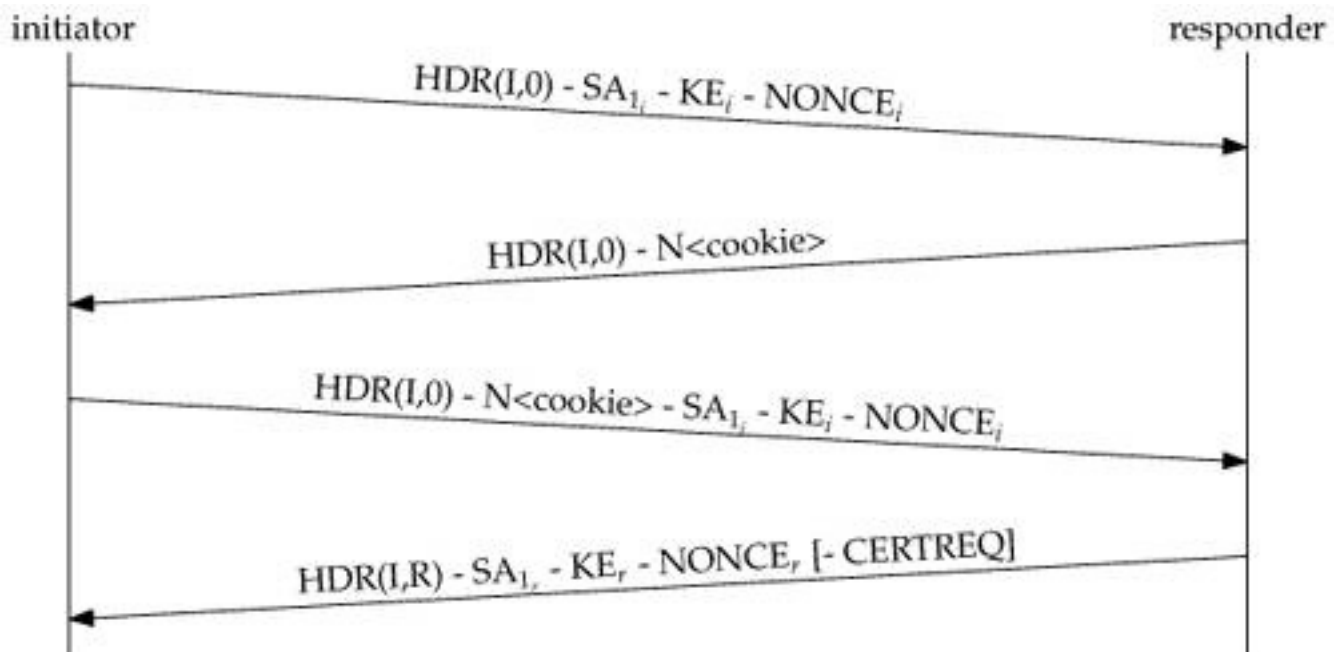 initiator
responder
HDR(I,0) - SA₁ᵢ - KEᵢ - NONCEᵢ
HDR(I,0) - N<cookie>
HDR(I,0) - N<cookie> - SA₁ᵢ - KEᵢ - NONCEᵢ
HDR(I,R) - SA₁ᵣ - KEᵣ - NONCEᵣ [- CERTREQ]